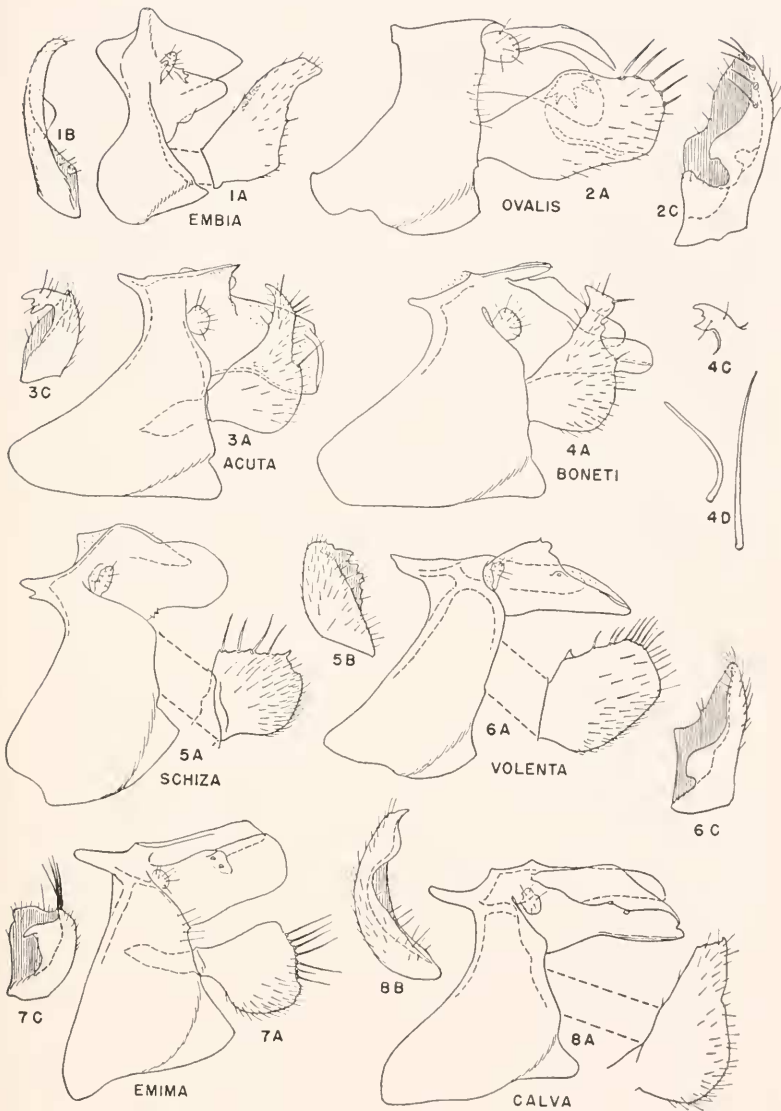 1B
1A
EMBIA
2A
OVALIS
2C
3C
3A
ACUTA
4A
BONETI
4C
4D
5A
SCHIZA
5B
6A
VOLENTA
6C
7C
7A
EMIMA
8B
8A
CALVA